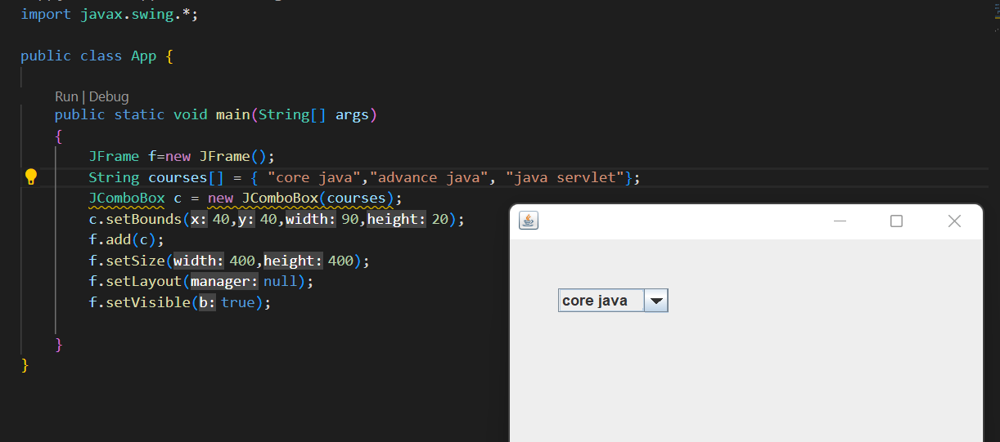 import javax.swing.*;
public class App {
Run | Debug
public static void main(String[] args)
{
JFrame f=new JFrame();
String courses[] = { "core java","advance java", "java servlet"};
JComboBox c = new JComboBox(courses);
c.setBounds(x: 40,y: 40,width: 90,height: 20);
f.add(c);
f.setSize(width: 400,height: 400);
f.setLayout(manager: null);
f.setVisible(b: true);
}
}
core java